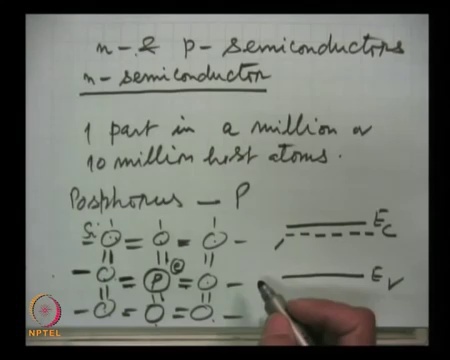 n- & p- semiconductors
n- semiconductor
1 part in a million or
10 million host atoms.
Posphorus - P
Si
P
e
E_C
E_V
NPTEL